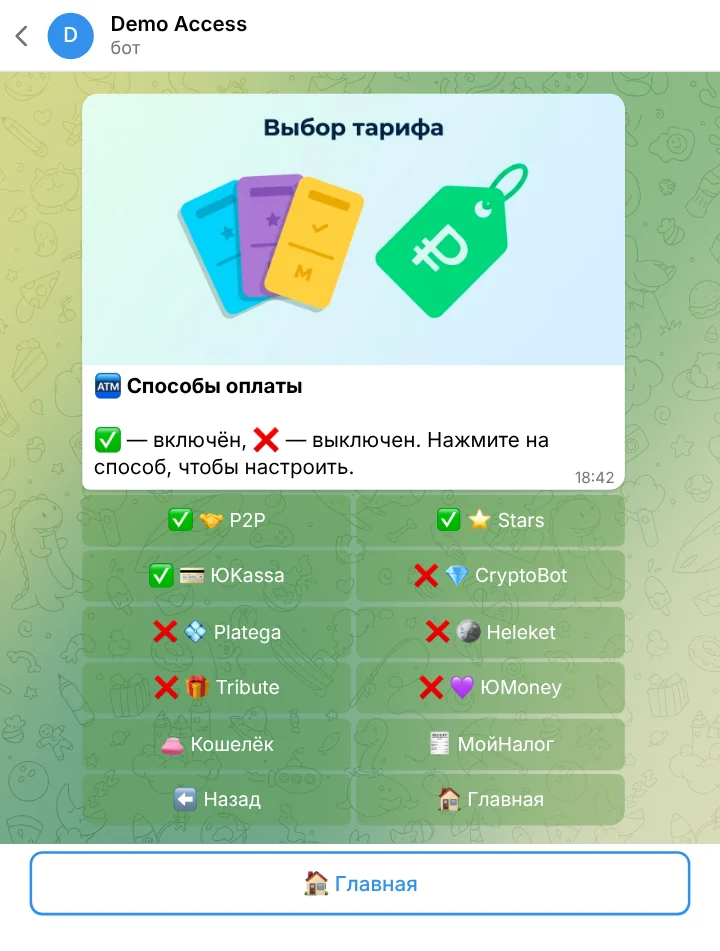 D
Demo Access
бот
Выбор тарифа
M
₽
ATM Способы оплаты
✅ — включён, ❌ — выключен. Нажмите на
способ, чтобы настроить.
18:42
✅ 🤝 P2P
✅ ⭐ Stars
✅ 💳 ЮKassa
❌ 💎 CryptoBot
❌ 💠 Platega
❌ 🌑 Heleket
❌ 🎁 Tribute
❌ 💜 ЮMoney
👛 Кошелёк
🧾 МойНалог
⬅️ Назад
🏠 Главная
🏠 Главная